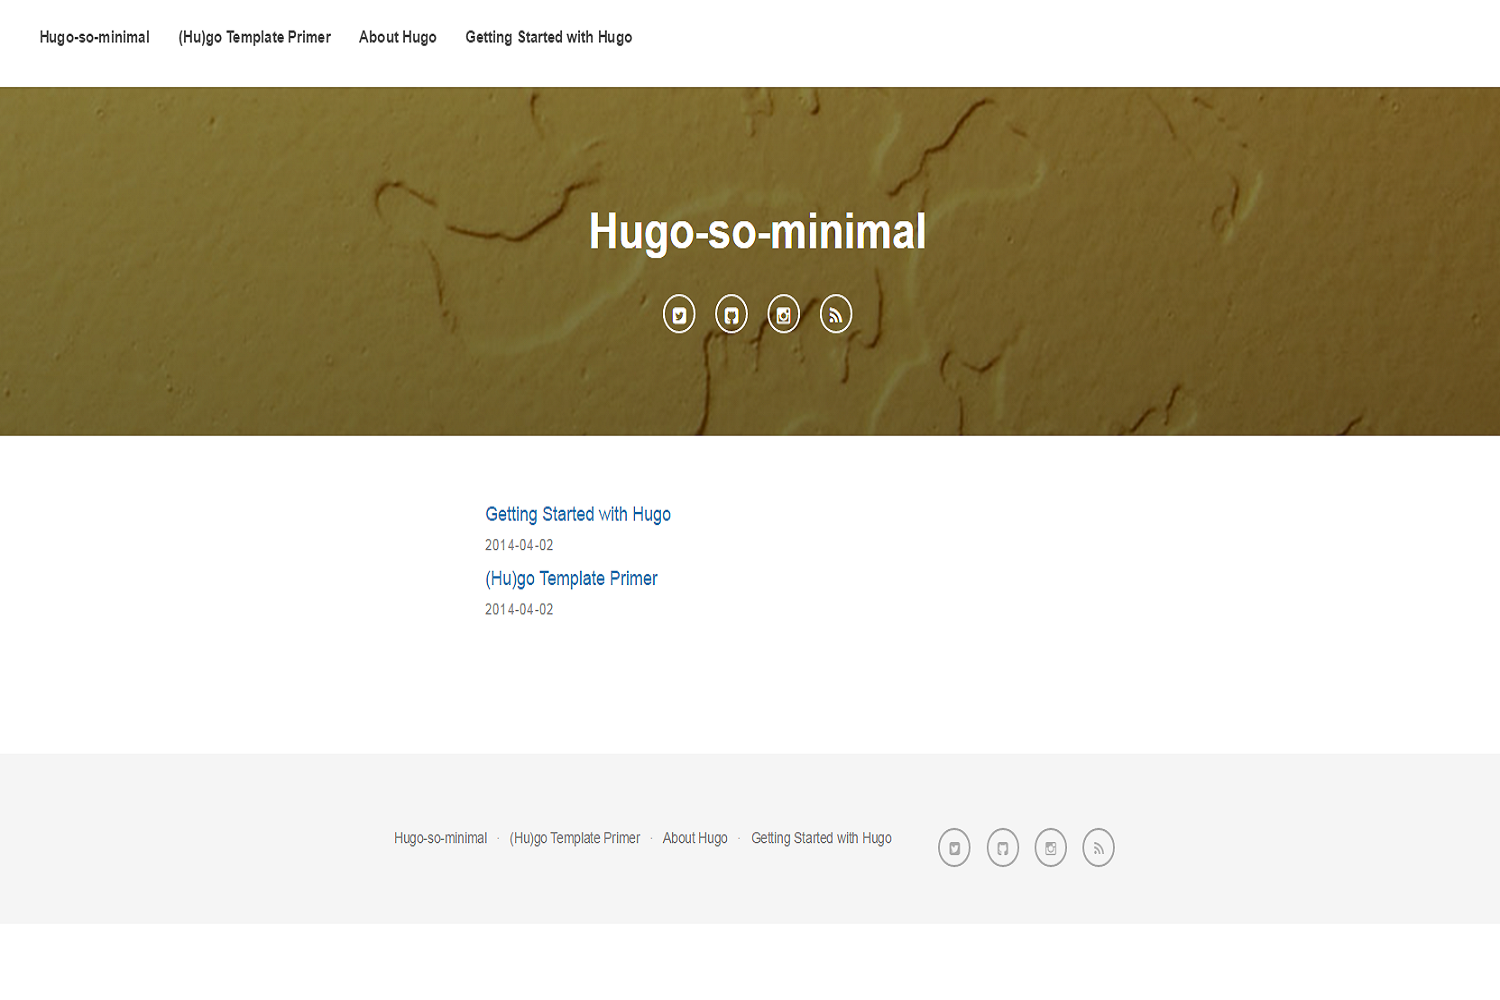 Hugo-so-minimal (Hu)go Template Primer About Hugo Getting Started with Hugo
Hugo-so-minimal
Getting Started with Hugo
2014-04-02
(Hu)go Template Primer
2014-04-02
Hugo-so-minimal · (Hu)go Template Primer · About Hugo · Getting Started with Hugo